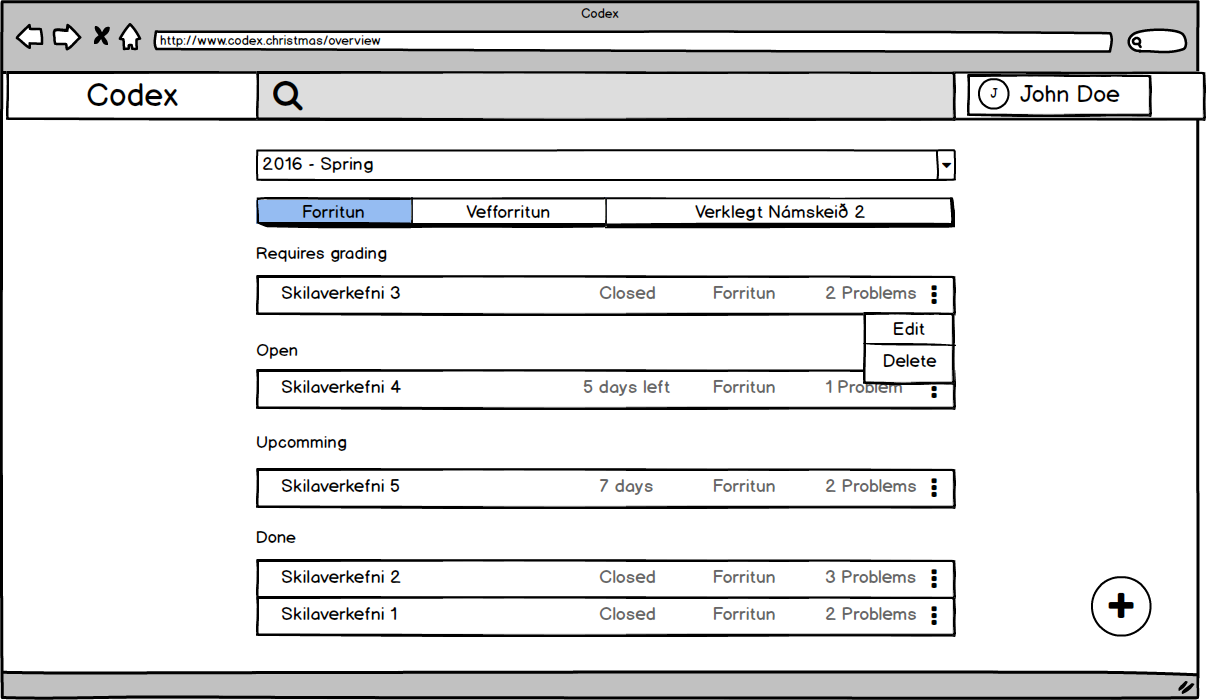 Codex
http://www.codex.christmas/overview
Codex
J John Doe
2016 - Spring
Forritun Vefforritun Verklegt Námskeið 2
Requires grading
Skilaverkefni 3 Closed Forritun 2 Problems
Edit
Open
Delete
Skilaverkefni 4 5 days left Forritun 1 Problem
Upcomming
Skilaverkefni 5 7 days Forritun 2 Problems
Done
Skilaverkefni 2 Closed Forritun 3 Problems
Skilaverkefni 1 Closed Forritun 2 Problems